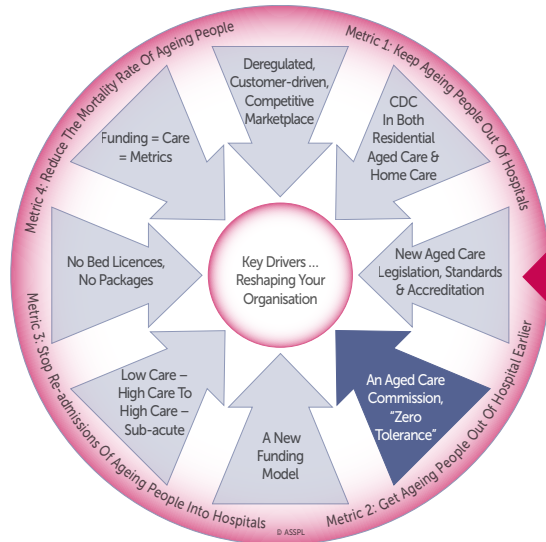 Metric 4: Reduce The Mortality Rate Of Ageing People
Metric 1: Keep Ageing People Out Of Hospitals
Deregulated,
Customer-driven,
Competitive
Marketplace
CDC
In Both
Residential
Aged Care &
Home Care
Funding = Care
= Metrics
No Bed Licences,
No Packages
Key Drivers ...
Reshaping Your
Organisation
New Aged Care
Legislation, Standards
& Accreditation
Low Care –
High Care To
High Care –
Sub-acute
A New
Funding
Model
An Aged Care
Commission,
"Zero
Tolerance"
Metric 3: Stop Re-admissions Of Ageing People Into Hospitals
Metric 2: Get Ageing People Out Of Hospital Earlier
© ASSPL